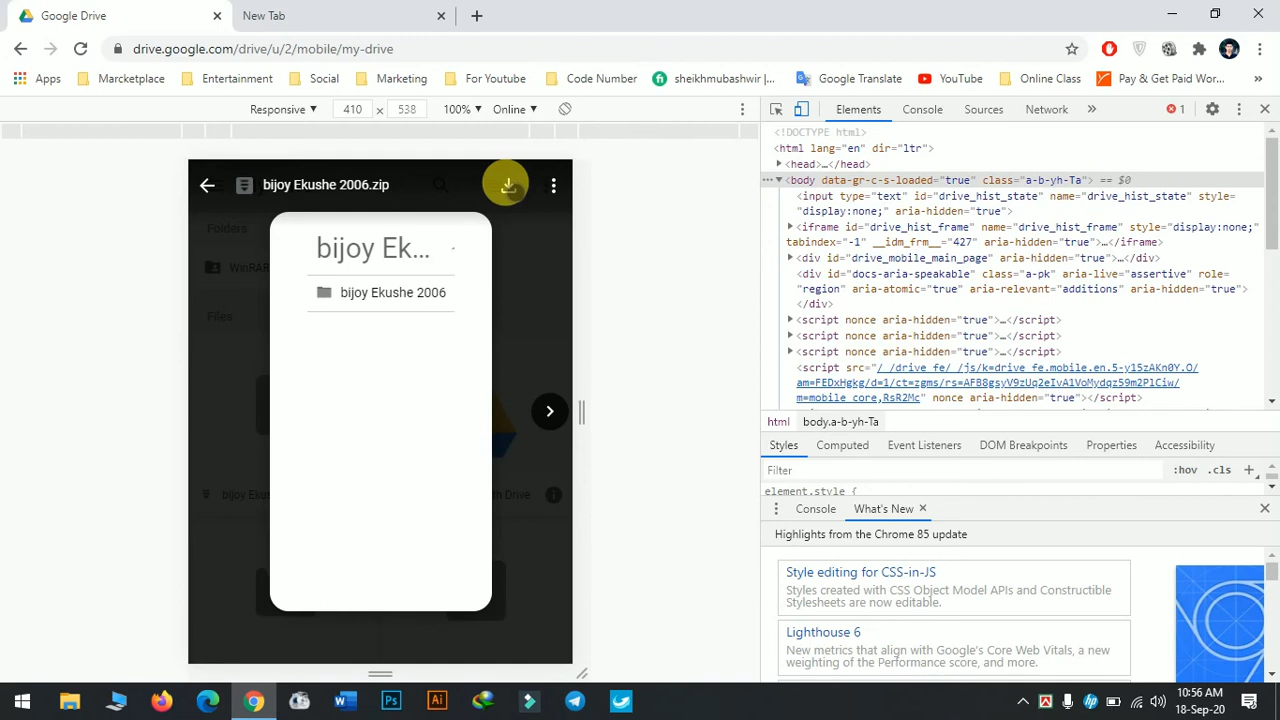 Google Drive
New Tab
drive.google.com/drive/u/2/mobile/my-drive
Apps
Marcketplace
Entertainment
Social
Marketing
For Youtube
Code Number
sheikhmubashwir |...
Google Translate
YouTube
Online Class
Pay & Get Paid Wor...
Responsive
410
×
538
100%
Online
Elements
Console
Sources
Network
1
bijoy Ekushe 2006.zip
Folders
WinRAR
Files
bijoy Ek...
bijoy Ekushe 2006
bijoy Eku
th Drive
<!DOCTYPE html>
<html lang="en" dir="ltr">
<head>…</head>
<body data-gr-c-s-loaded="true" class="a-b-yh-Ta"> == $0
<input type="text" id="drive_hist_state" name="drive_hist_state" style=
"display:none;" aria-hidden="true">
<iframe id="drive_hist_frame" name="drive_hist_frame" style="display:none;"
tabindex="-1" __idm_frm__="427" aria-hidden="true">…</iframe>
<div id="drive_mobile_main_page" aria-hidden="true">…</div>
<div id="docs-aria-speakable" class="a-pk" aria-live="assertive" role=
"region" aria-atomic="true" aria-relevant="additions" aria-hidden="true">
</div>
<script nonce aria-hidden="true">…</script>
<script nonce aria-hidden="true">…</script>
<script nonce aria-hidden="true">…</script>
html
body.a-b-yh-Ta
Styles
Computed
Event Listeners
DOM Breakpoints
Properties
Accessibility
Filter
:hov
.cls
element.style {
Console
What's New
Highlights from the Chrome 85 update
Style editing for CSS-in-JS
Styles created with CSS Object Model APIs and Constructible
Stylesheets are now editable.
Lighthouse 6
New metrics that align with Google's Core Web Vitals, a new
weighting of the Performance score, and more.
10:56 AM
18-Sep-20